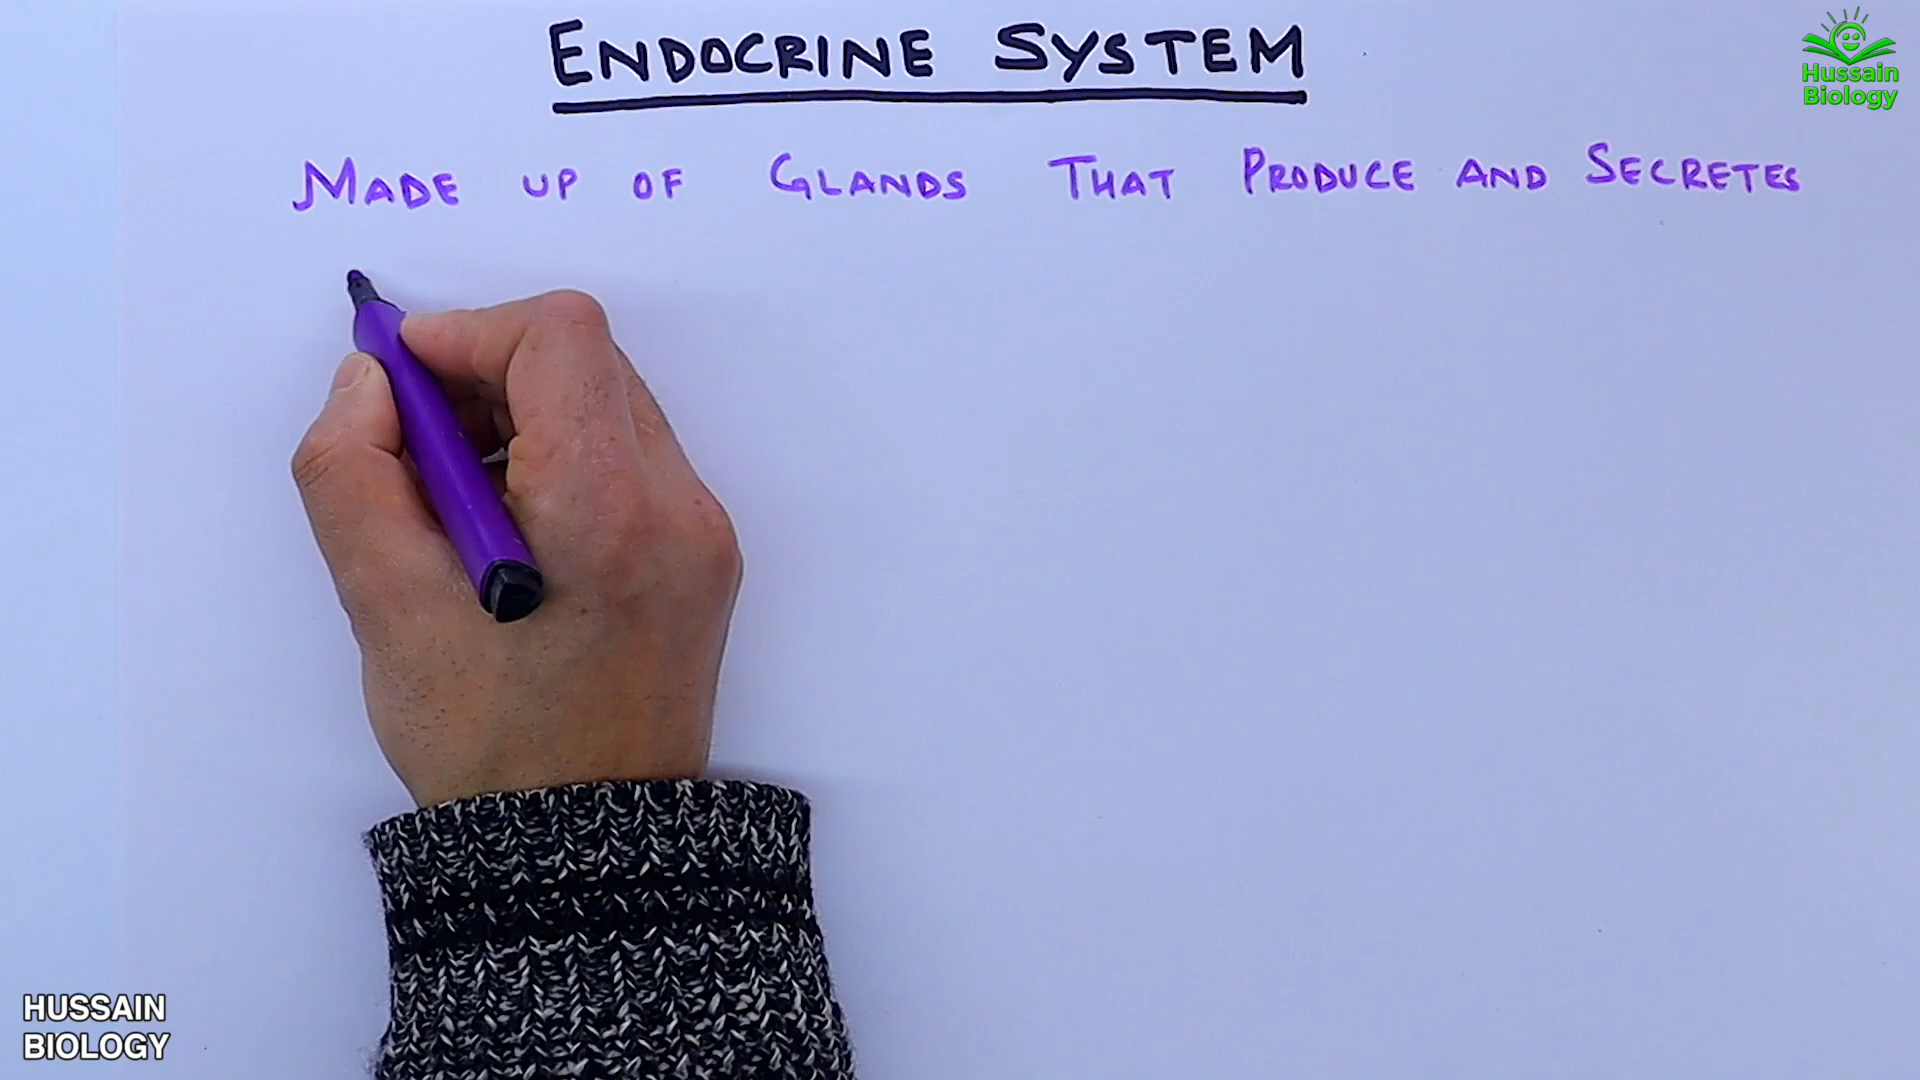 ENDOCRINE SYSTEM
Hussain
Biology
MADE UP OF GLANDS THAT PRODUCE AND SECRETES
HUSSAIN
BIOLOGY